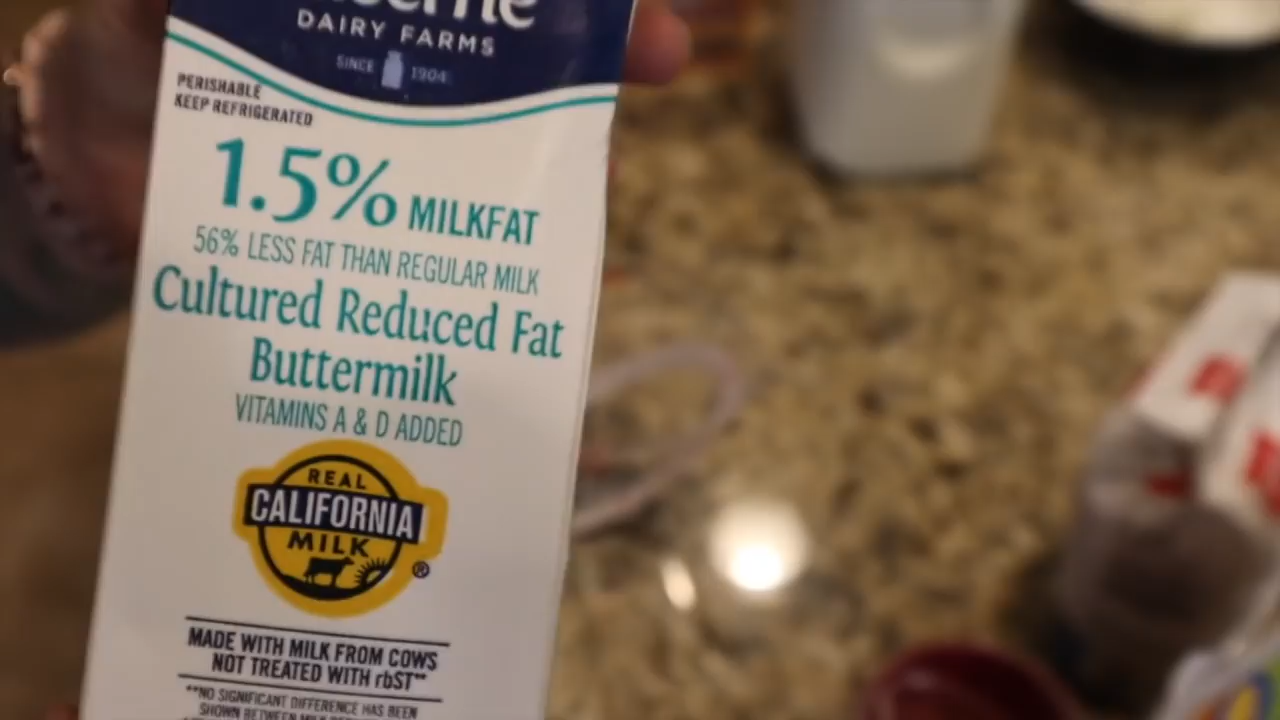 DAIRY FARMS
SINCE 1904
PERISHABLE
KEEP REFRIGERATED
1.5% MILKFAT
56% LESS FAT THAN REGULAR MILK
Cultured Reduced Fat
Buttermilk
VITAMINS A & D ADDED
REAL
CALIFORNIA
MILK
®
MADE WITH MILK FROM COWS
NOT TREATED WITH rbST**
**NO SIGNIFICANT DIFFERENCE HAS BEEN
SHOWN BETWEEN MILK